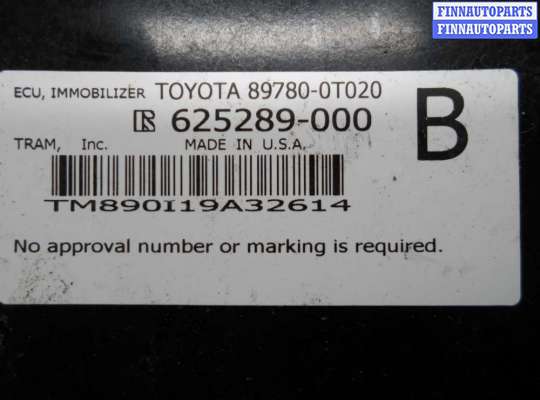 FINNAUTOPARTS
FINNAUTOPARTS
ECU, IMMOBILIZER TOYOTA 89780-0T020
625289-000
B
TRAM, Inc. MADE IN U.S.A.
TM890I19A32614
No approval number or marking is required.